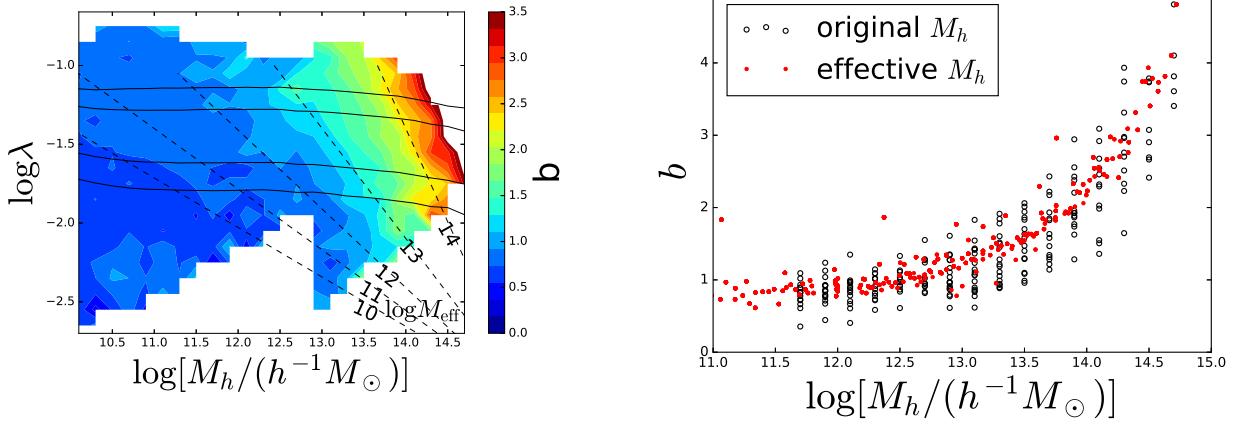 logλ
−1.0
−1.5
−2.0
−2.5
10.5 11.0 11.5 12.0 12.5 13.0 13.5 14.0 14.5
log[M_h/(h^{-1}M_⊙)]
14
13
12
11
10
logM_eff
3.5
3.0
2.5
2.0
1.5
1.0
0.5
0.0
b
original M_h
effective M_h
b
4
3
2
1
0
11.0 11.5 12.0 12.5 13.0 13.5 14.0 14.5 15.0
log[M_h/(h^{-1}M_⊙)]